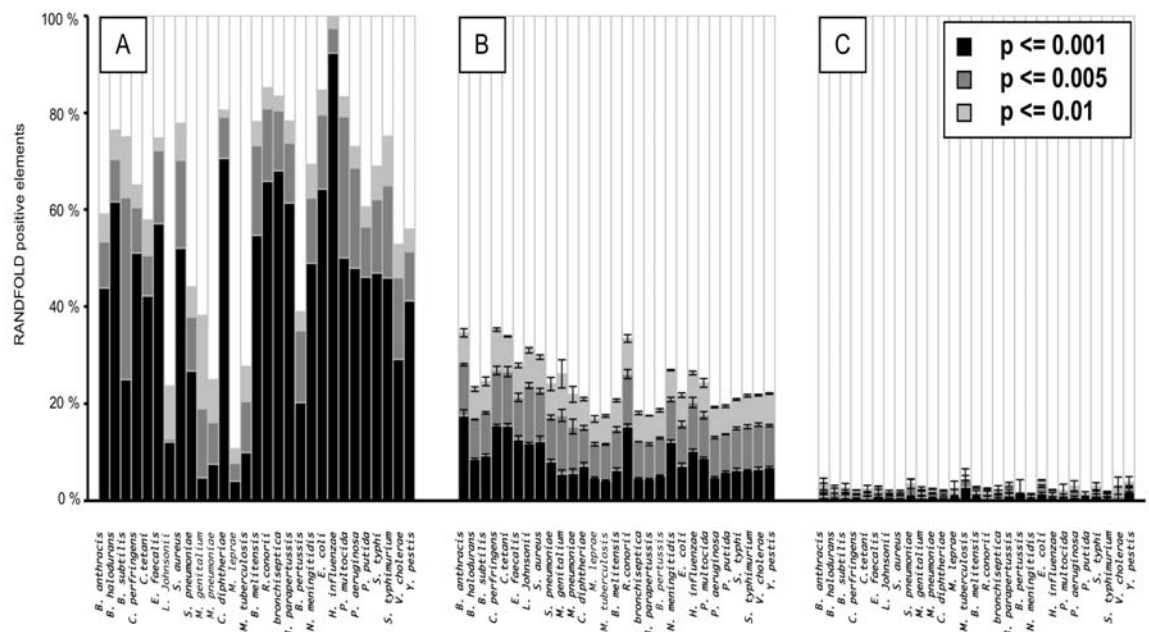 A
B
C
p <= 0.001
p <= 0.005
p <= 0.01
RANDFOLD positive elements
100 %
80 %
60 %
40 %
20 %
0 %
B. anthracis
B. halodurans
B. subtilis
C. perfringens
C. tetani
E. faecalis
L. Johnsonii
S. aureus
S. pneumoniae
M. genitalium
M. pneumoniae
C. diphtheriae
M. leprae
M. tuberculosis
B. melitensis
R.conorii
bronchiseptica
. parapertussis
B. pertussis
N. meningitidis
E. coli
H. influenzae
P. multocida
P. aeruginosa
P. putida
S. typhi
S. typhimurium
V. cholerae
Y. pestis
B. anthracis
B. halodurans
B. subtilis
C. perfringens
C. tetani
E. faecalis
L. Johnsonii
S. aureus
S. pneumoniae
M. genitalium
M. pneumoniae
C. diphtheriae
M. leprae
M. tuberculosis
B. melitensis
R.conorii
bronchiseptica
. parapertussis
B. pertussis
N. meningitidis
E. coli
H. influenzae
P. multocida
P. aeruginosa
P. putida
S. typhi
S. typhimurium
V. cholerae
Y. pestis
B. anthracis
B. halodurans
B. subtilis
C. perfringens
C. tetani
E. faecalis
L. Johnsonii
S. aureus
S. pneumoniae
M. genitalium
M. pneumoniae
C. diphtheriae
M. leprae
M. tuberculosis
B. melitensis
R.conorii
bronchiseptica
. parapertussis
B. pertussis
N. meningitidis
E. coli
H. influenzae
P. multocida
P. aeruginosa
P. putida
S. typhi
S. typhimurium
V. cholerae
Y. pestis